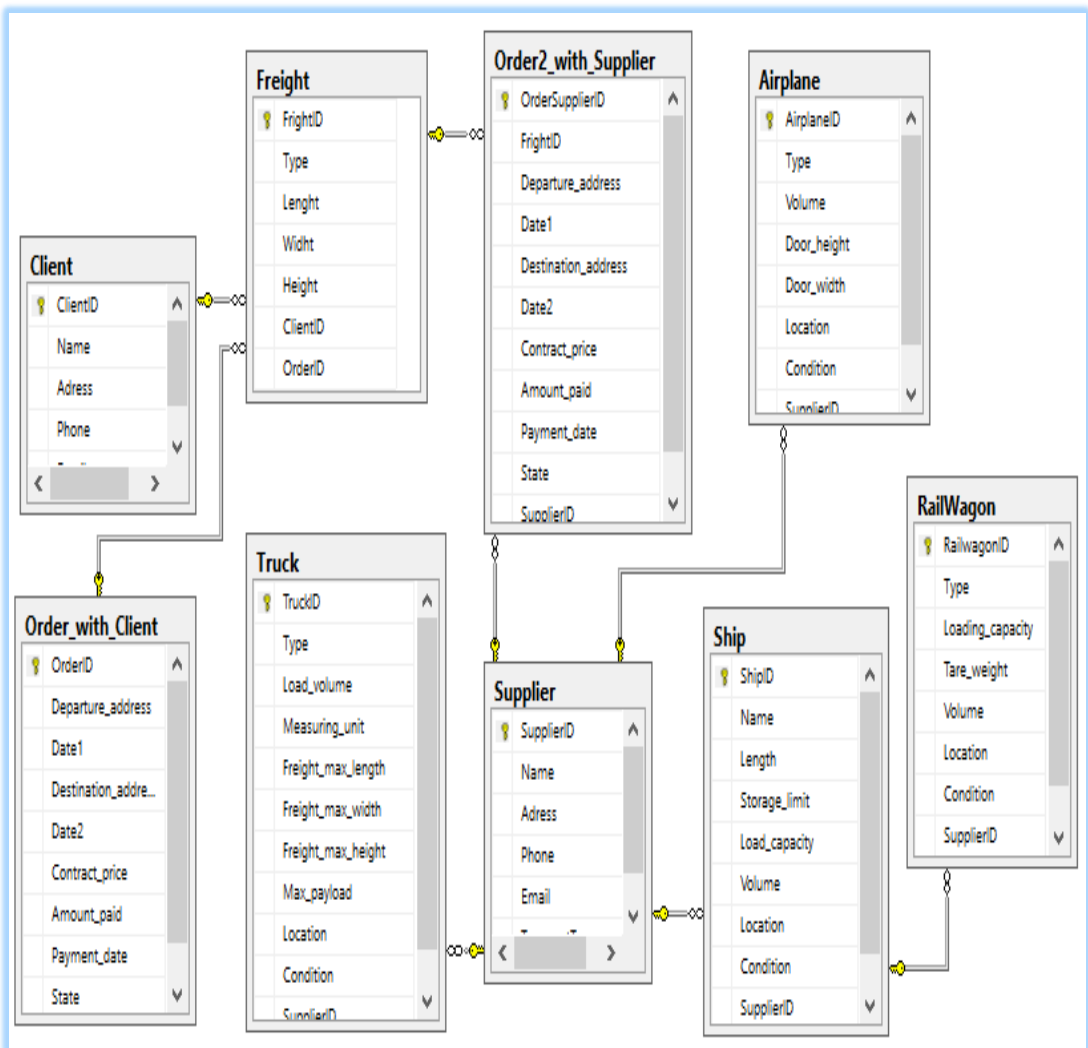 Freight
FrightID
Type
Lenght
Widht
Height
ClientID
OrderID
Order2_with_Supplier
OrderSupplierID
FrightID
Departure_address
Date1
Destination_address
Date2
Contract_price
Amount_paid
Payment_date
State
SupplierID
Airplane
AirplaneID
Type
Volume
Door_height
Door_width
Location
Condition
SupplierID
Client
ClientID
Name
Adress
Phone
Order_with_Client
OrderID
Departure_address
Date1
Destination_addre...
Date2
Contract_price
Amount_paid
Payment_date
State
Truck
TruckID
Type
Load_volume
Measuring_unit
Freight_max_length
Freight_max_width
Freight_max_height
Max_payload
Location
Condition
SupplierID
Supplier
SupplierID
Name
Adress
Phone
Email
Ship
ShipID
Name
Length
Storage_limit
Load_capacity
Volume
Location
Condition
SupplierID
RailWagon
RailwagonID
Type
Loading_capacity
Tare_weight
Volume
Location
Condition
SupplierID